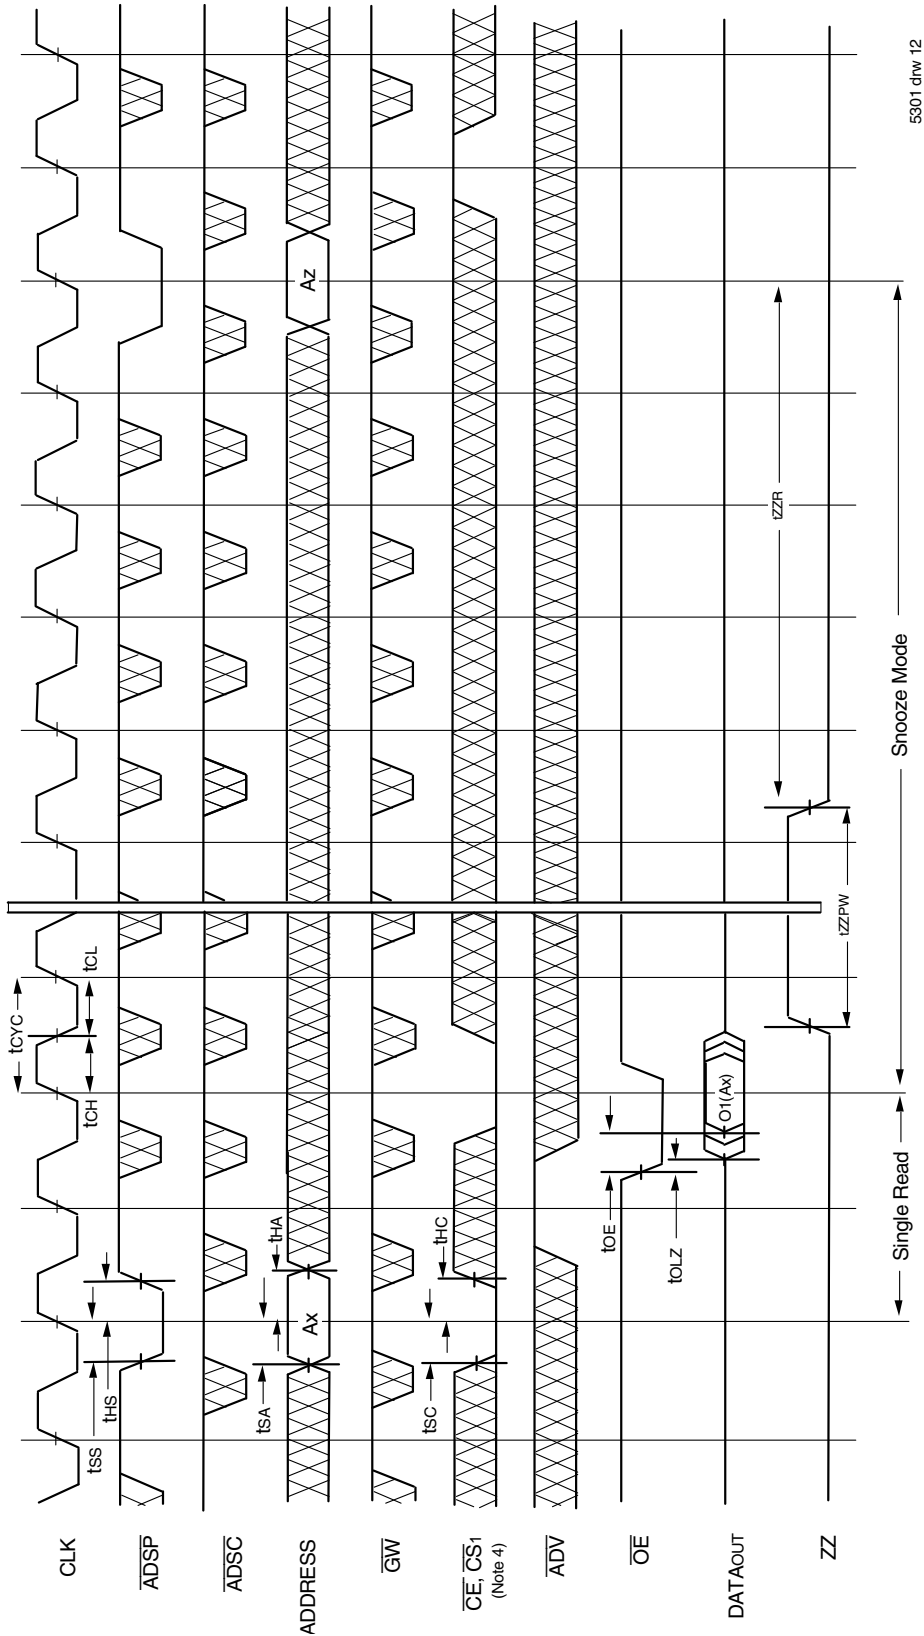 tCYC
tCH
tCL
tSS
tHS
CLK
ADSP
ADSC
tSA
tHA
ADDRESS
Ax
Az
GW
tSC
tHC
CE, CS1
(Note 4)
ADV
OE
tOE
tOLZ
DATAOUT
O1(Ax)
tZZPW
tZZR
ZZ
Single Read
Snooze Mode
5301 drw 12